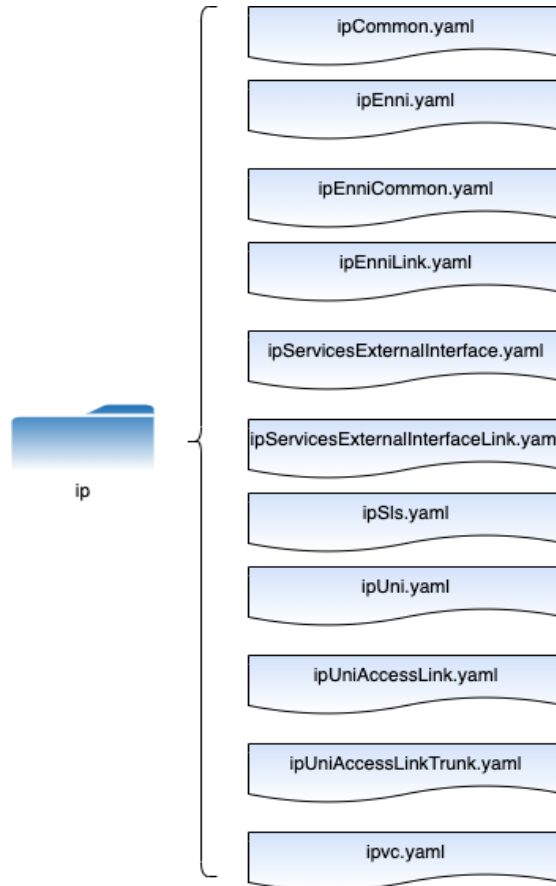 ipCommon.yaml
ipEnni.yaml
ipEnniCommon.yaml
ipEnniLink.yaml
ipServicesExternalInterface.yaml
ipServicesExternalInterfaceLink.yam
ip
ipSls.yaml
ipUni.yaml
ipUniAccessLink.yaml
ipUniAccessLinkTrunk.yaml
ipvc.yaml